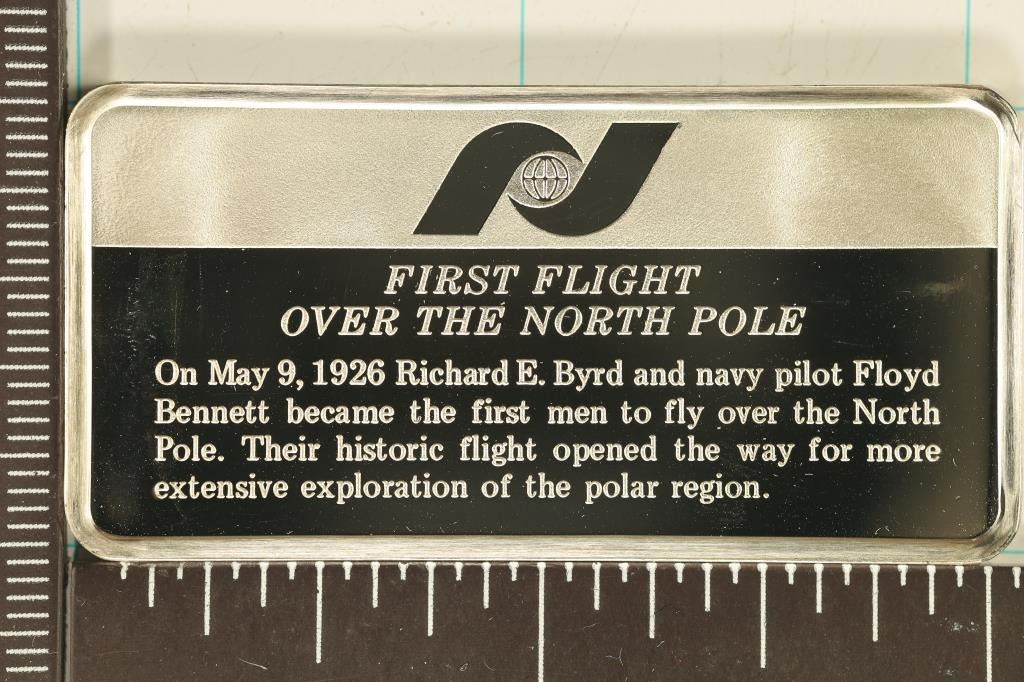 FIRST FLIGHT
OVER THE NORTH POLE
On May 9, 1926 Richard E. Byrd and navy pilot Floyd
Bennett became the first men to fly over the North
Pole. Their historic flight opened the way for more
extensive exploration of the polar region.